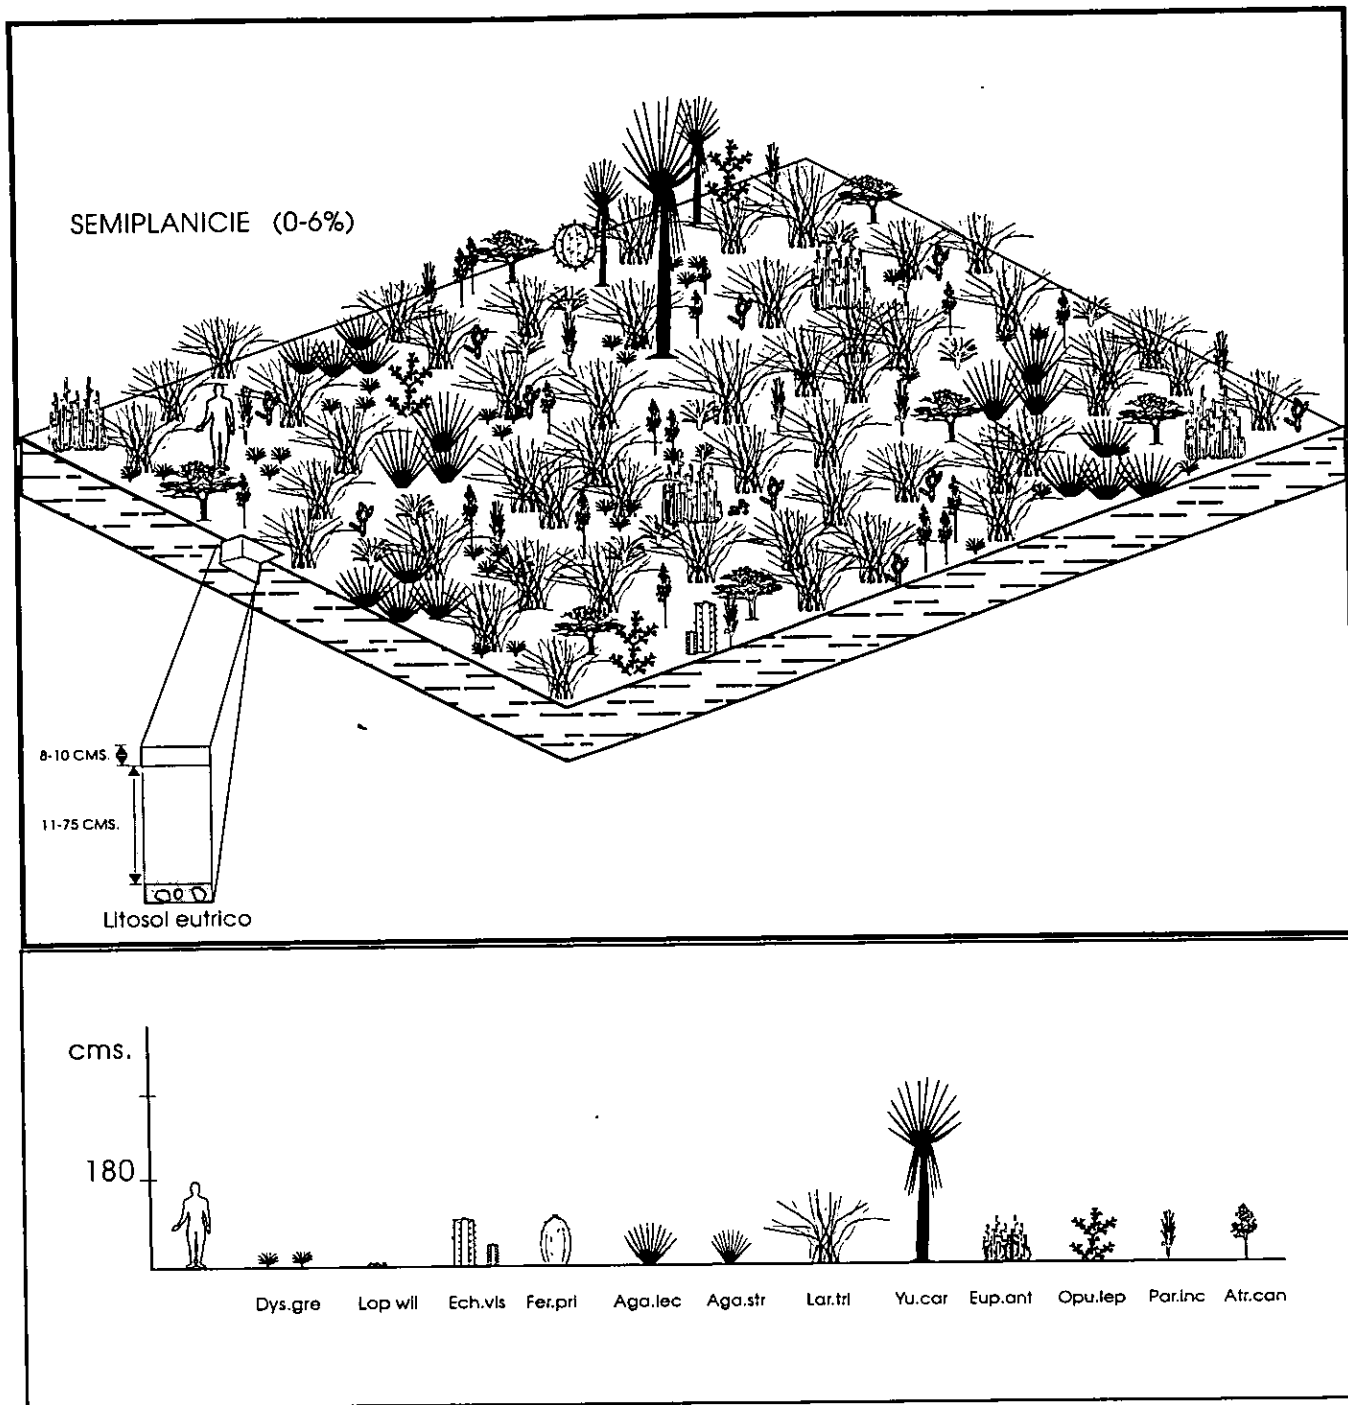 SEMIPLANICIE (0-6%)
8-10 CMS.
11-75 CMS.
Litosol eutrico
cms.
180
Dys.gre Lop wil Ech.vis Fer.pri Aga.lec Aga.str Lar.tri Yu.car Eup.ant Opu.lep Par.inc Atr.can